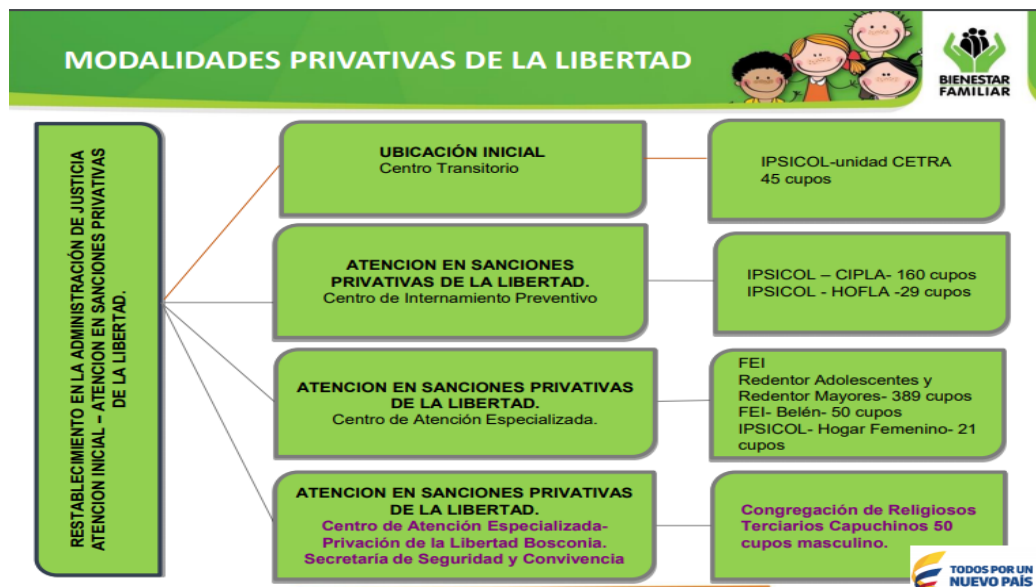 MODALIDADES PRIVATIVAS DE LA LIBERTAD
BIENESTAR
FAMILIAR
RESTABLECIMIENTO EN LA ADMINISTRACIÓN DE JUSTICIA
ATENCION INICIAL – ATENCION EN SANCIONES PRIVATIVAS
DE LA LIBERTAD.
UBICACIÓN INICIAL
Centro Transitorio
IPSICOL-unidad CETRA
45 cupos
ATENCION EN SANCIONES
PRIVATIVAS DE LA LIBERTAD.
Centro de Internamiento Preventivo
IPSICOL – CIPLA- 160 cupos
IPSICOL - HOFLA -29 cupos
ATENCION EN SANCIONES PRIVATIVAS
DE LA LIBERTAD.
Centro de Atención Especializada.
FEI
Redentor Adolescentes y
Redentor Mayores- 389 cupos
FEI- Belén- 50 cupos
IPSICOL- Hogar Femenino- 21
cupos
ATENCION EN SANCIONES PRIVATIVAS
DE LA LIBERTAD.
Centro de Atención Especializada-
Privación de la Libertad Bosconia.
Secretaría de Seguridad y Convivencia
Congregación de Religiosos
Terciarios Capuchinos 50
cupos masculino.
TODOS POR UN
NUEVO PAÍS